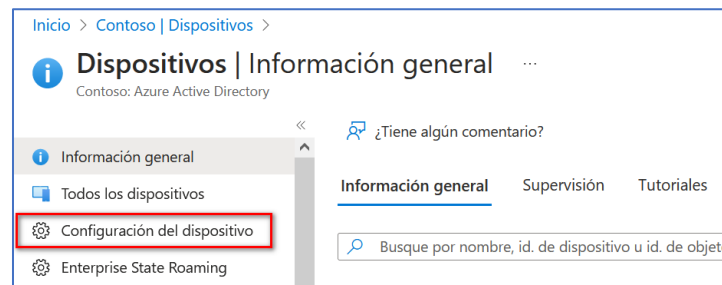 Inicio > Contoso | Dispositivos >
Dispositivos | Información general ...
Contoso: Azure Active Directory
«
¿Tiene algún comentario?
Información general
Todos los dispositivos
Configuración del dispositivo
Enterprise State Roaming
Información general Supervisión Tutoriales
Busque por nombre, id. de dispositivo u id. de objet